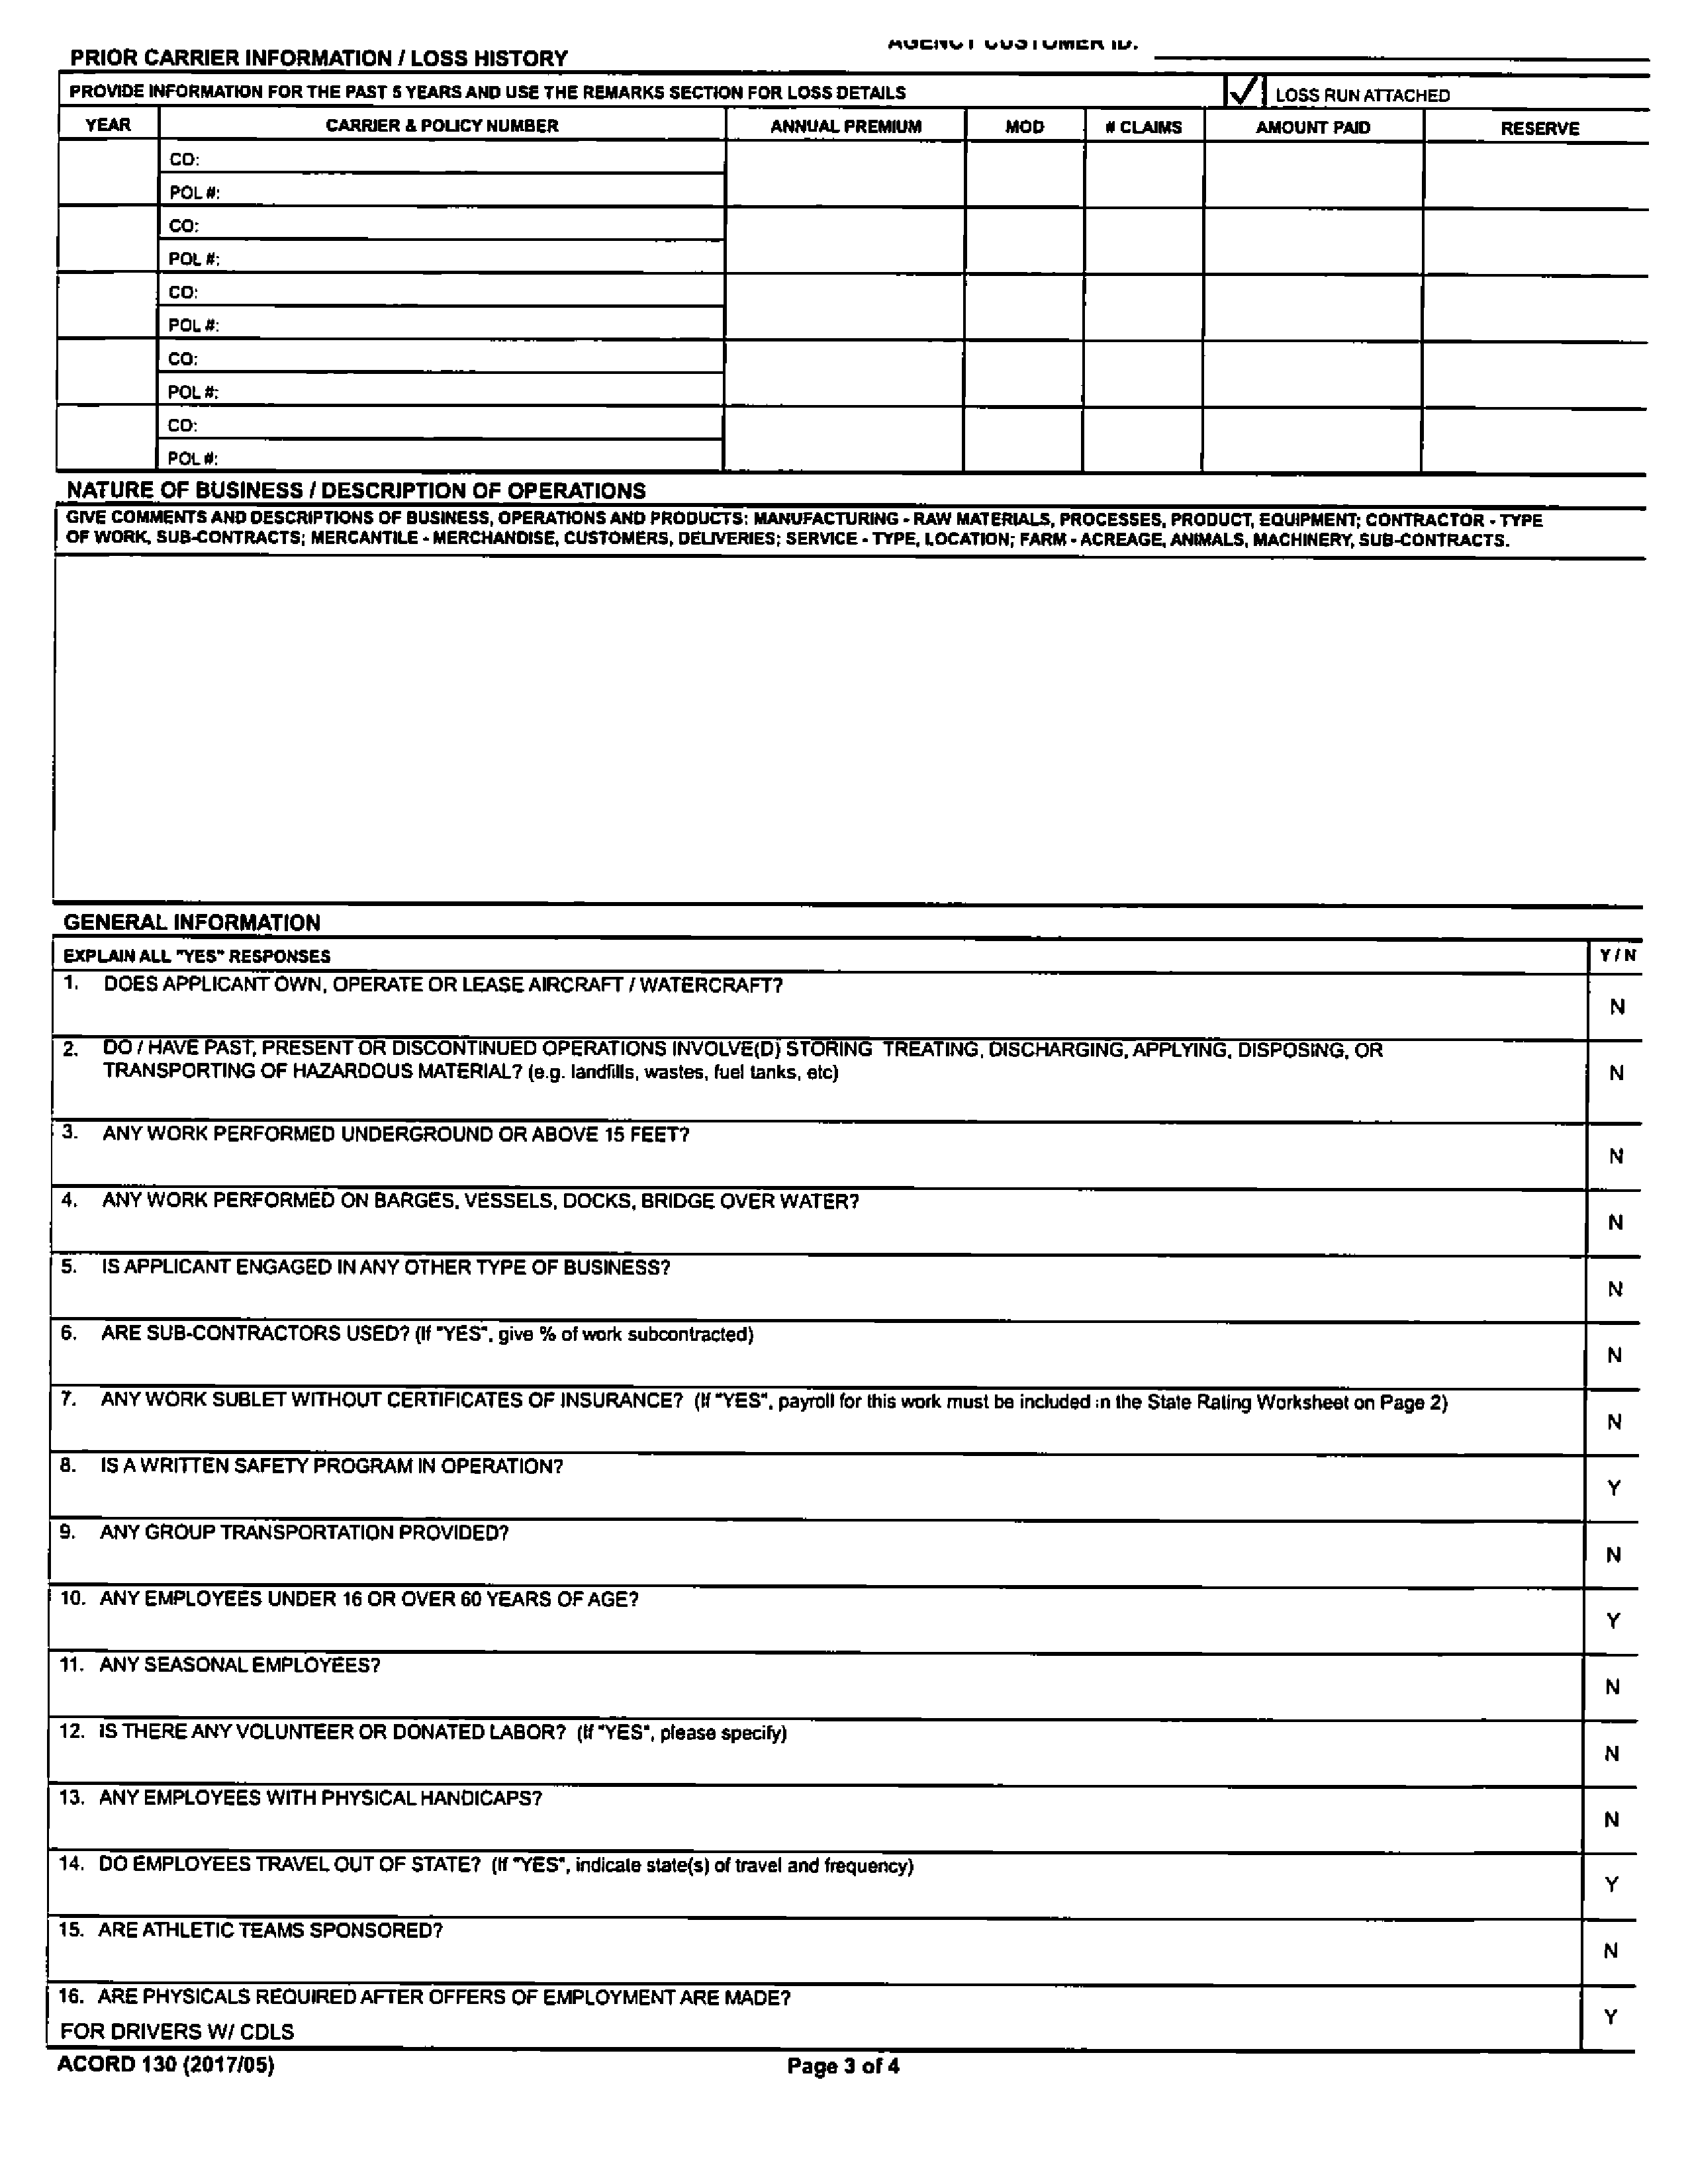 AGENCY CUSTOMER ID:
PRIOR CARRIER INFORMATION / LOSS HISTORY
PROVIDE INFORMATION FOR THE PAST 5 YEARS AND USE THE REMARKS SECTION FOR LOSS DETAILS ✓ LOSS RUN ATTACHED
YEAR CARRIER & POLICY NUMBER ANNUAL PREMIUM MOD # CLAIMS AMOUNT PAID RESERVE
CO:
POL #:
CO:
POL #:
CO:
POL #:
CO:
POL #:
CO:
POL #:
NATURE OF BUSINESS / DESCRIPTION OF OPERATIONS
GIVE COMMENTS AND DESCRIPTIONS OF BUSINESS, OPERATIONS AND PRODUCTS: MANUFACTURING - RAW MATERIALS, PROCESSES, PRODUCT, EQUIPMENT; CONTRACTOR - TYPE
OF WORK, SUB-CONTRACTS; MERCANTILE - MERCHANDISE, CUSTOMERS, DELIVERIES; SERVICE - TYPE, LOCATION; FARM - ACREAGE, ANIMALS, MACHINERY, SUB-CONTRACTS.
GENERAL INFORMATION
EXPLAIN ALL "YES" RESPONSES Y / N
1. DOES APPLICANT OWN, OPERATE OR LEASE AIRCRAFT / WATERCRAFT?
N
2. DO / HAVE PAST, PRESENT OR DISCONTINUED OPERATIONS INVOLVE(D) STORING TREATING, DISCHARGING, APPLYING, DISPOSING, OR
TRANSPORTING OF HAZARDOUS MATERIAL? (e.g. landfills, wastes, fuel tanks, etc) N
3. ANY WORK PERFORMED UNDERGROUND OR ABOVE 15 FEET?
N
4. ANY WORK PERFORMED ON BARGES, VESSELS, DOCKS, BRIDGE OVER WATER?
N
5. IS APPLICANT ENGAGED IN ANY OTHER TYPE OF BUSINESS?
N
6. ARE SUB-CONTRACTORS USED? (If "YES", give % of work subcontracted)
N
7. ANY WORK SUBLET WITHOUT CERTIFICATES OF INSURANCE? (If "YES", payroll for this work must be included in the State Rating Worksheet on Page 2)
N
8. IS A WRITTEN SAFETY PROGRAM IN OPERATION?
Y
9. ANY GROUP TRANSPORTATION PROVIDED?
N
10. ANY EMPLOYEES UNDER 16 OR OVER 60 YEARS OF AGE?
Y
11. ANY SEASONAL EMPLOYEES?
N
12. IS THERE ANY VOLUNTEER OR DONATED LABOR? (If "YES", please specify)
N
13. ANY EMPLOYEES WITH PHYSICAL HANDICAPS?
N
14. DO EMPLOYEES TRAVEL OUT OF STATE? (If "YES", indicate state(s) of travel and frequency)
Y
15. ARE ATHLETIC TEAMS SPONSORED?
N
16. ARE PHYSICALS REQUIRED AFTER OFFERS OF EMPLOYMENT ARE MADE?
Y
FOR DRIVERS W/ CDLS
ACORD 130 (2017/05) Page 3 of 4